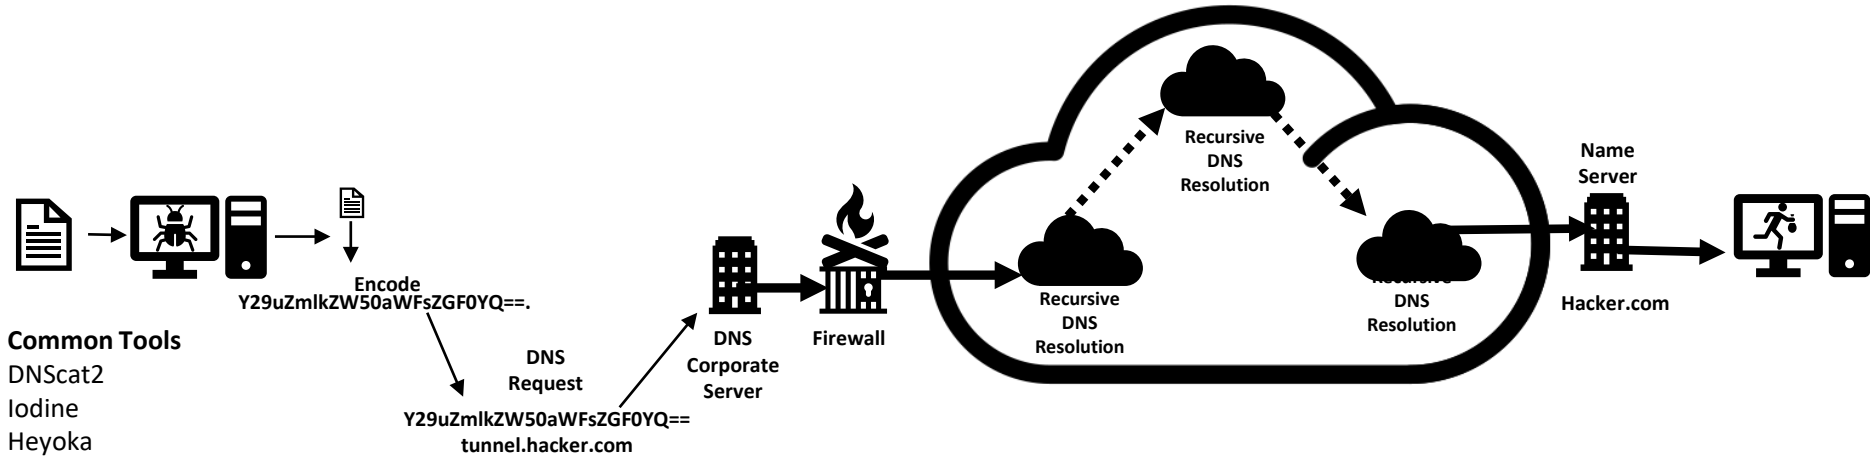 Encode
Y29uZmlkZW50aWFsZGF0YQ==.
Common Tools
DNScat2
Iodine
Heyoka
DNS
Request
Y29uZmlkZW50aWFsZGF0YQ==
tunnel.hacker.com
DNS
Corporate
Server
Firewall
Recursive
DNS
Resolution
Recursive
DNS
Resolution
Recursive
DNS
Resolution
Name
Server
Hacker.com